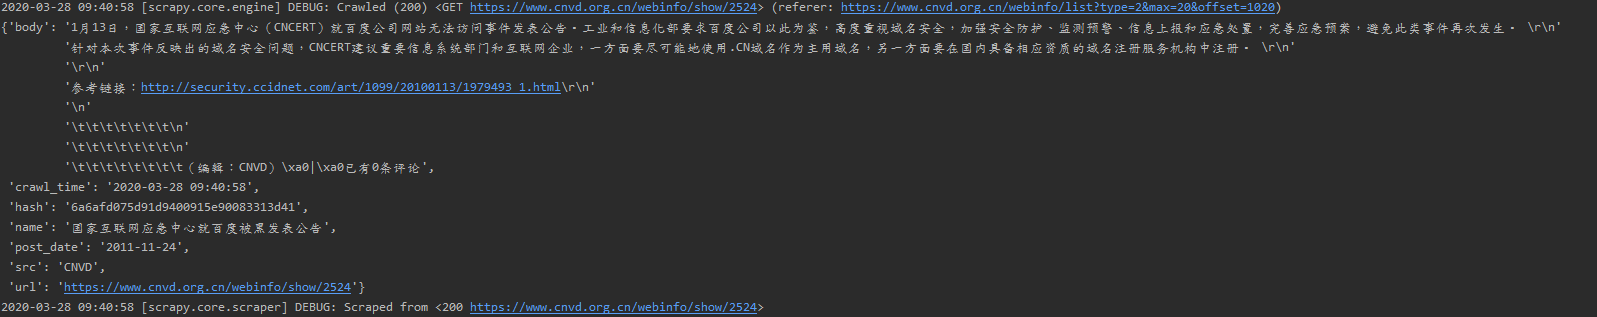 2020-03-28 09:40:58 [scrapy.core.engine] DEBUG: Crawled (200) <GET https://www.cnvd.org.cn/webinfo/show/2524> (referer: https://www.cnvd.org.cn/webinfo/list?type=2&max=20&offset=1020)
{'body': '1月13日，国家互联网应急中心（CNCERT）就百度公司网站无法访问事件发表公告。工业和信息化部要求百度公司以此为鉴，高度重视域名安全，加强安全防护、监测预警、信息上报和应急处置，完善应急预案，避免此类事件再次发生。 \r\n'
'针对本次事件反映出的域名安全问题，CNCERT建议重要信息系统部门和互联网企业，一方面要尽可能地使用.CN域名作为主用域名，另一方面要在国内具备相应资质的域名注册服务机构中注册。 \r\n'
'\r\n'
'参考链接：http://security.ccidnet.com/art/1099/20100113/1979493_1.html\r\n'
'\n'
'\t\t\t\t\t\t\t\n'
'\t\t\t\t\t\t\t\n'
'\t\t\t\t\t\t\t\t（编辑：CNVD）\xa0|\xa0已有0条评论',
'crawl_time': '2020-03-28 09:40:58',
'hash': '6a6afd075d91d9400915e90083313d41',
'name': '国家互联网应急中心就百度被黑发表公告',
'post_date': '2011-11-24',
'src': 'CNVD',
'url': 'https://www.cnvd.org.cn/webinfo/show/2524'}
2020-03-28 09:40:58 [scrapy.core.scraper] DEBUG: Scraped from <200 https://www.cnvd.org.cn/webinfo/show/2524>